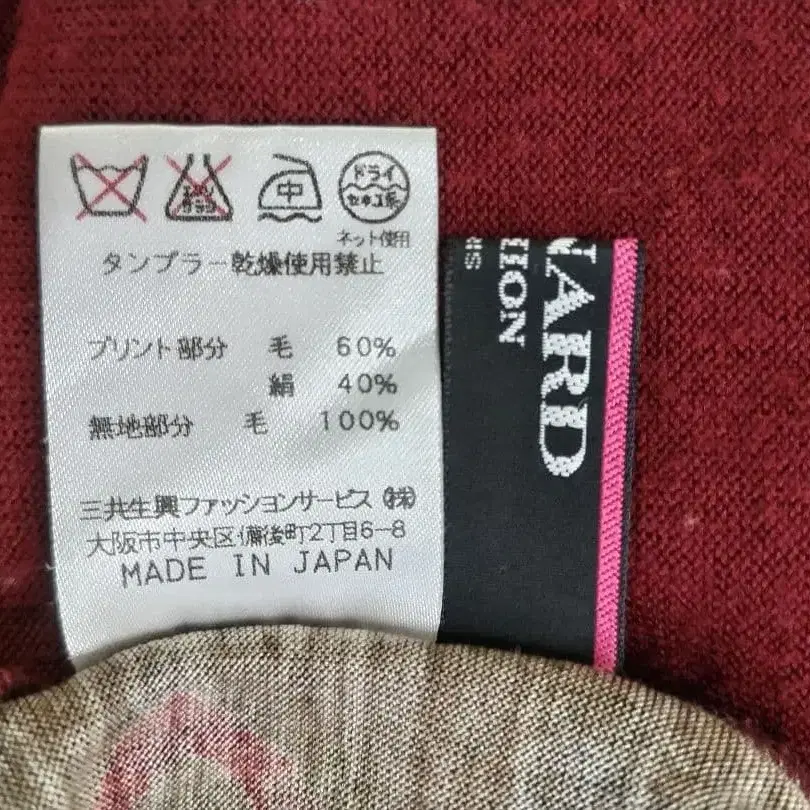 中
ドライ
セキユ系
ネット使用
タンブラー乾燥使用禁止
プリント部分 毛 60%
絹 40%
無地部分 毛 100%
三共生興ファッションサービス(株)
大阪市中央区備後町2丁目6-8
MADE IN JAPAN
NARD
ION